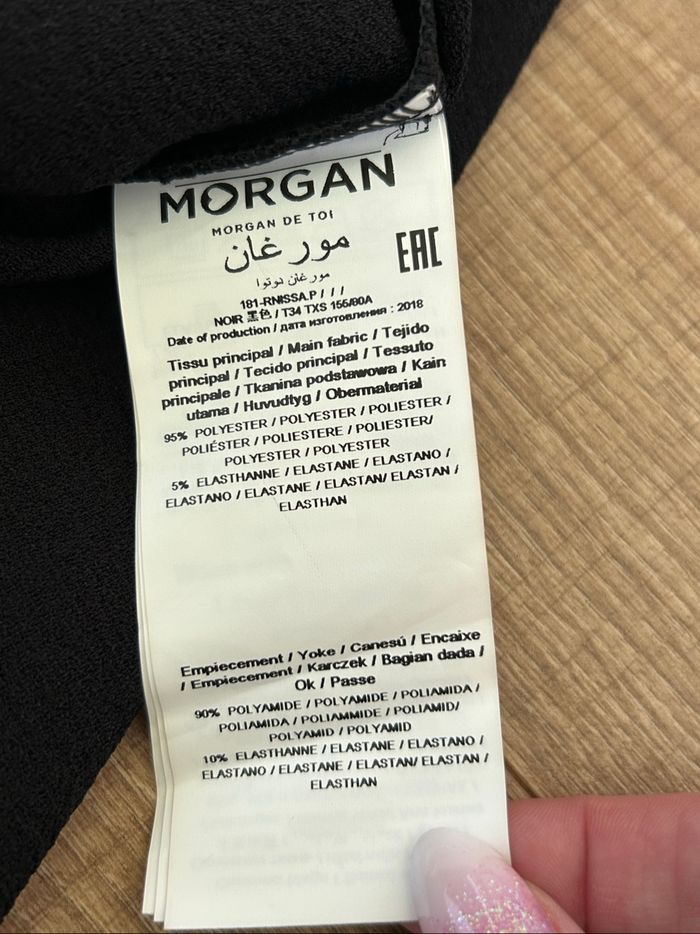 MORGAN
MORGAN DE TOI
مورغان
EAC
مورغان دوتوا
181-RNISSA.P / / /
NOIR 黑色 / T34 TXS 155/80A
Date of production / дата изготовления : 2018
Tissu principal / Main fabric / Tejido
principal / Tecido principal / Tessuto
principale / Tkanina podstawowa / Kain
utama / Huvudtyg / Obermaterial
95% POLYESTER / POLYESTER / POLIESTER /
POLIÉSTER / POLIESTERE / POLIESTER/
POLYESTER / POLYESTER
5% ELASTHANNE / ELASTANE / ELASTANO /
ELASTANO / ELASTANE / ELASTAN/ ELASTAN /
ELASTHAN
Empiecement / Yoke / Canesú / Encaixe
/ Empiecement / Karczek / Bagian dada /
Ok / Passe
90% POLYAMIDE / POLYAMIDE / POLIAMIDA /
POLIAMIDA / POLIAMMIDE / POLIAMID/
POLYAMID / POLYAMID
10% ELASTHANNE / ELASTANE / ELASTANO /
ELASTANO / ELASTANE / ELASTAN/ ELASTAN /
ELASTHAN